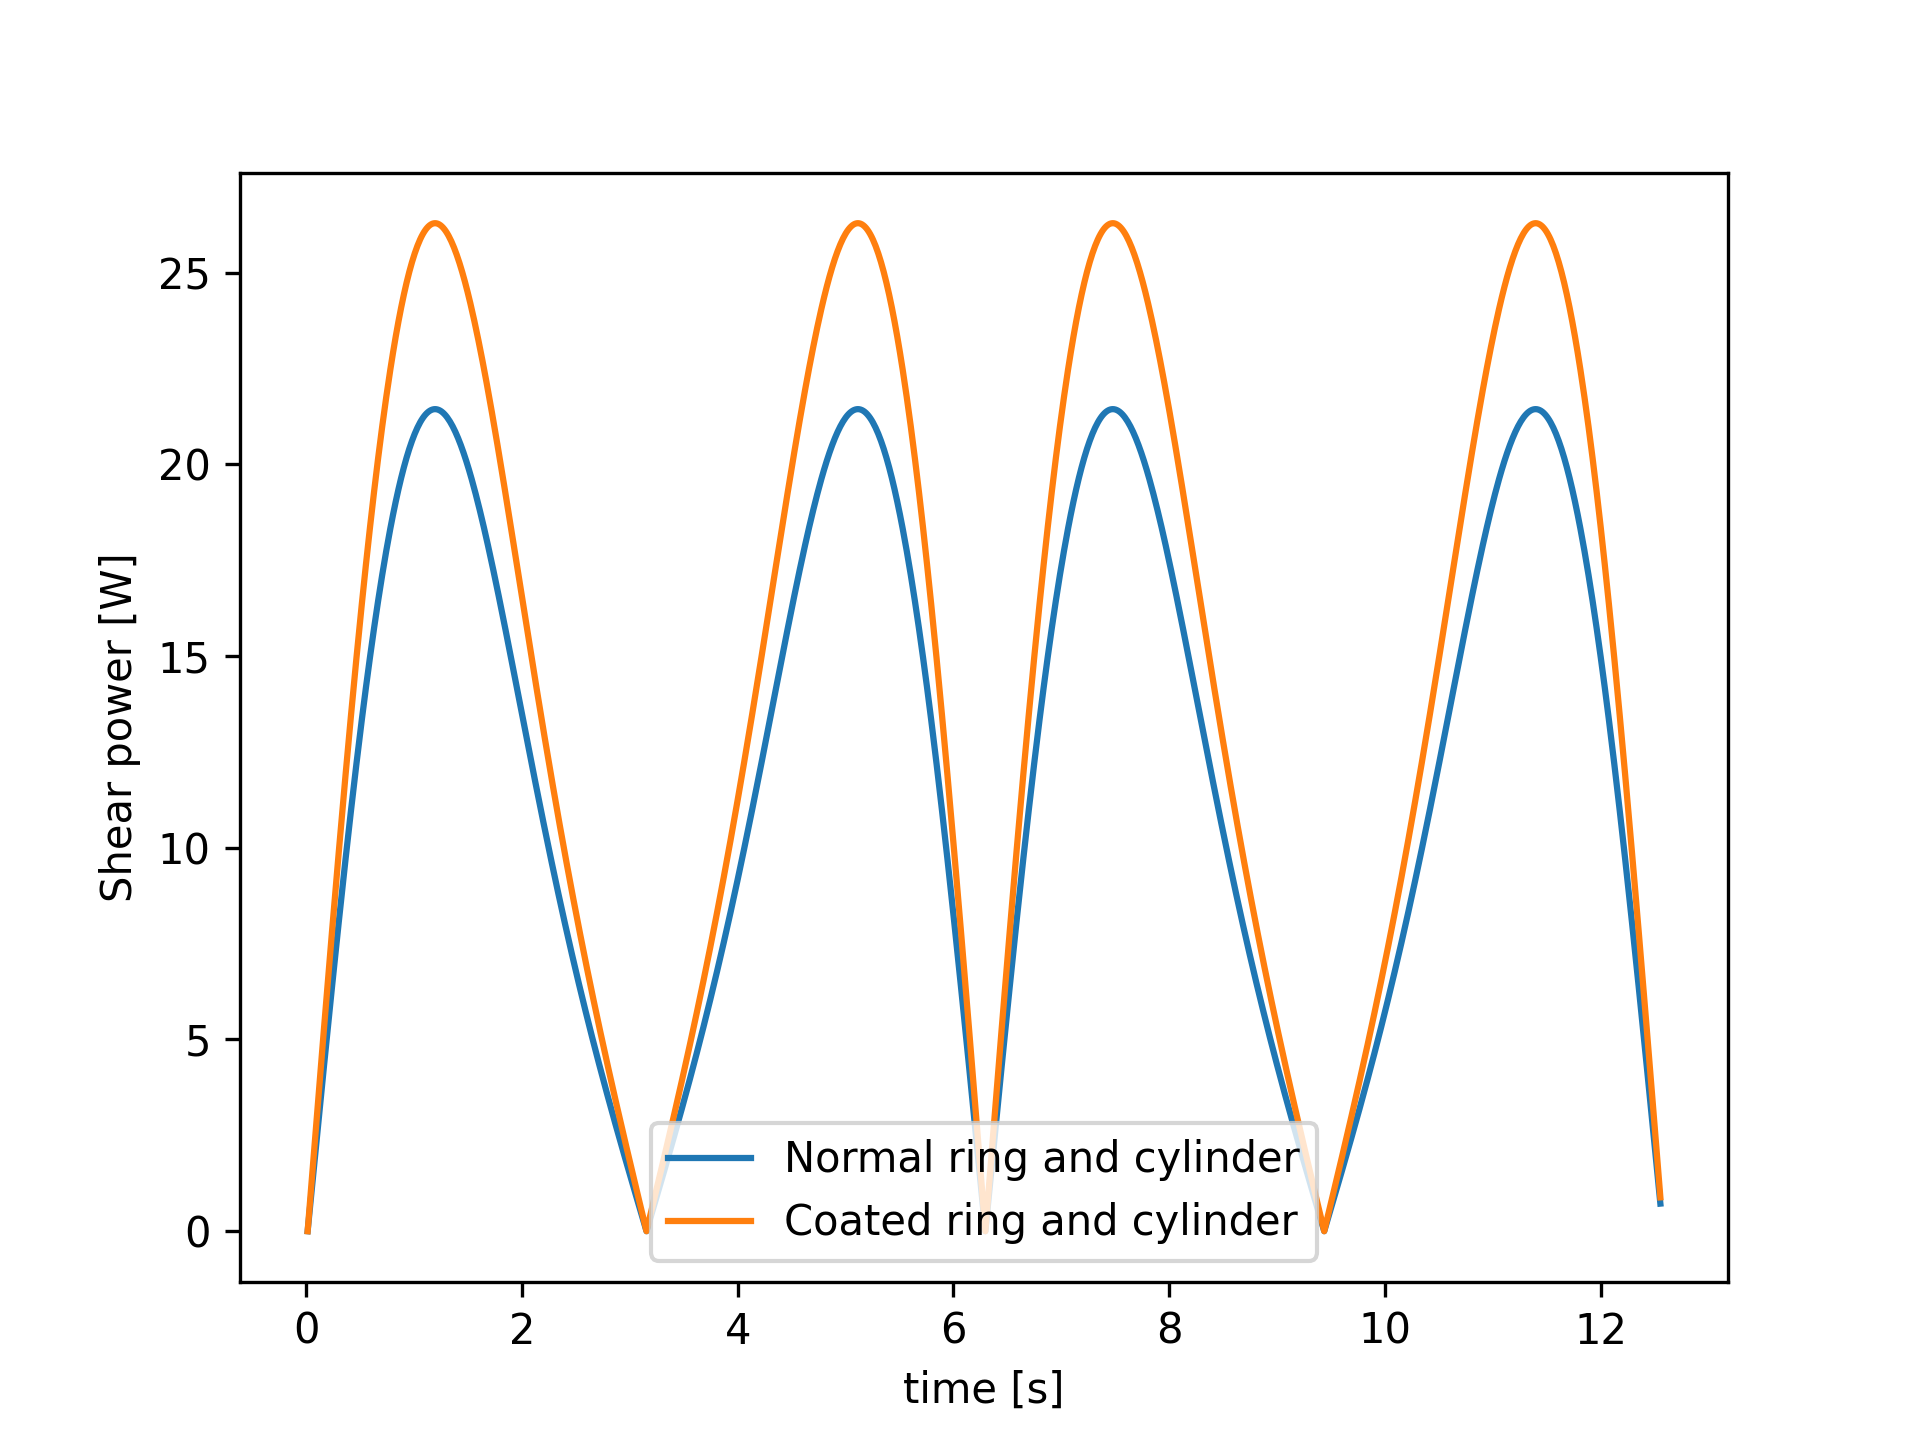 Shear power [W]
25
20
15
10
5
0
Normal ring and cylinder
Coated ring and cylinder
0 2 4 6 8 10 12
time [s]